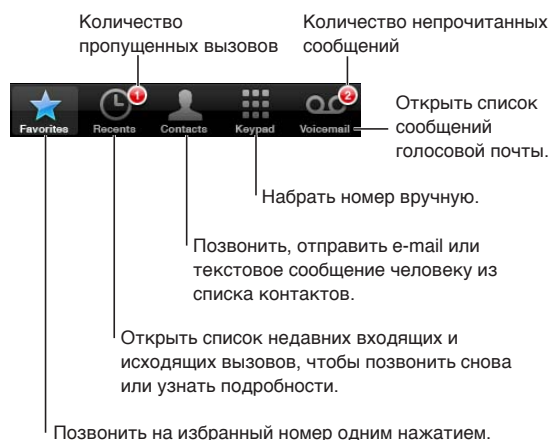 Количество
пропущенных вызовов
Количество непрочитанных
сообщений
1
2
Favorites
Recents
Contacts
Keypad
Voicemail
Открыть список
сообщений
голосовой почты.
Набрать номер вручную.
Позвонить, отправить e-mail или
текстовое сообщение человеку из
списка контактов.
Открыть список недавних входящих и
исходящих вызовов, чтобы позвонить снова
или узнать подробности.
Позвонить на избранный номер одним нажатием.